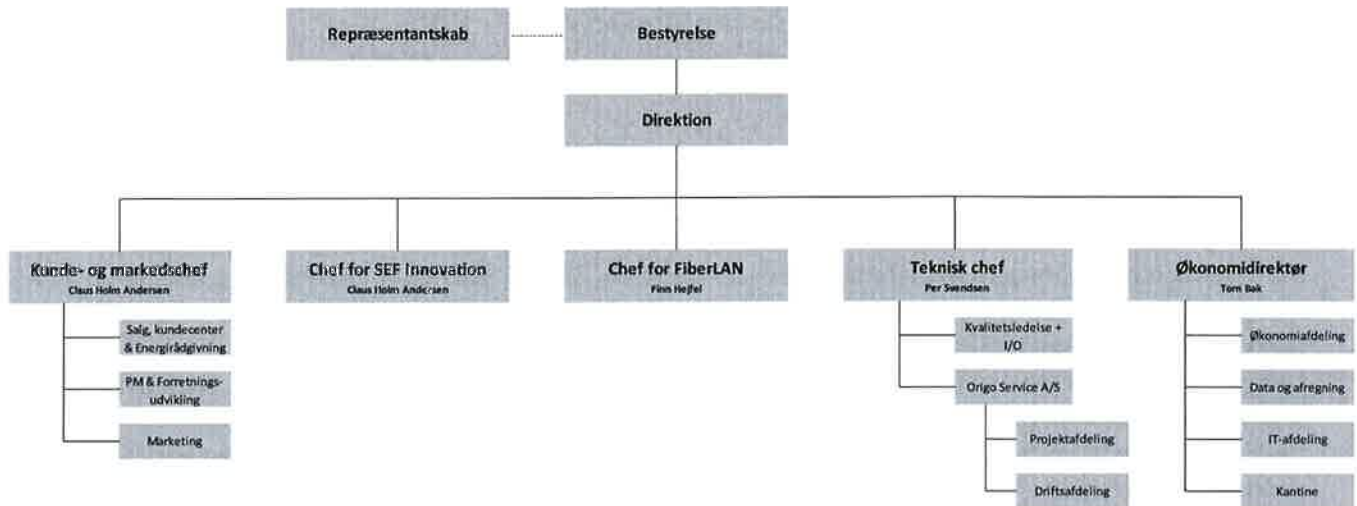 Repræsentantskab
Bestyrelse
Direktion
Kunde- og markedschef
Claus Holm Andersen
Chef for SEF Innovation
Claus Holm Andersen
Chef for FiberLAN
Finn Hejfel
Teknisk chef
Per Svendsen
Økonomidirektør
Tom Bak
Salg, kundecenter
& Energirådgivning
PM & Forretnings-
udvikling
Marketing
Kvalitetsledelse +
I/O
Origo Service A/S
Projektafdeling
Driftsafdeling
Økonomiafdeling
Data og afregning
IT-afdeling
Kantine